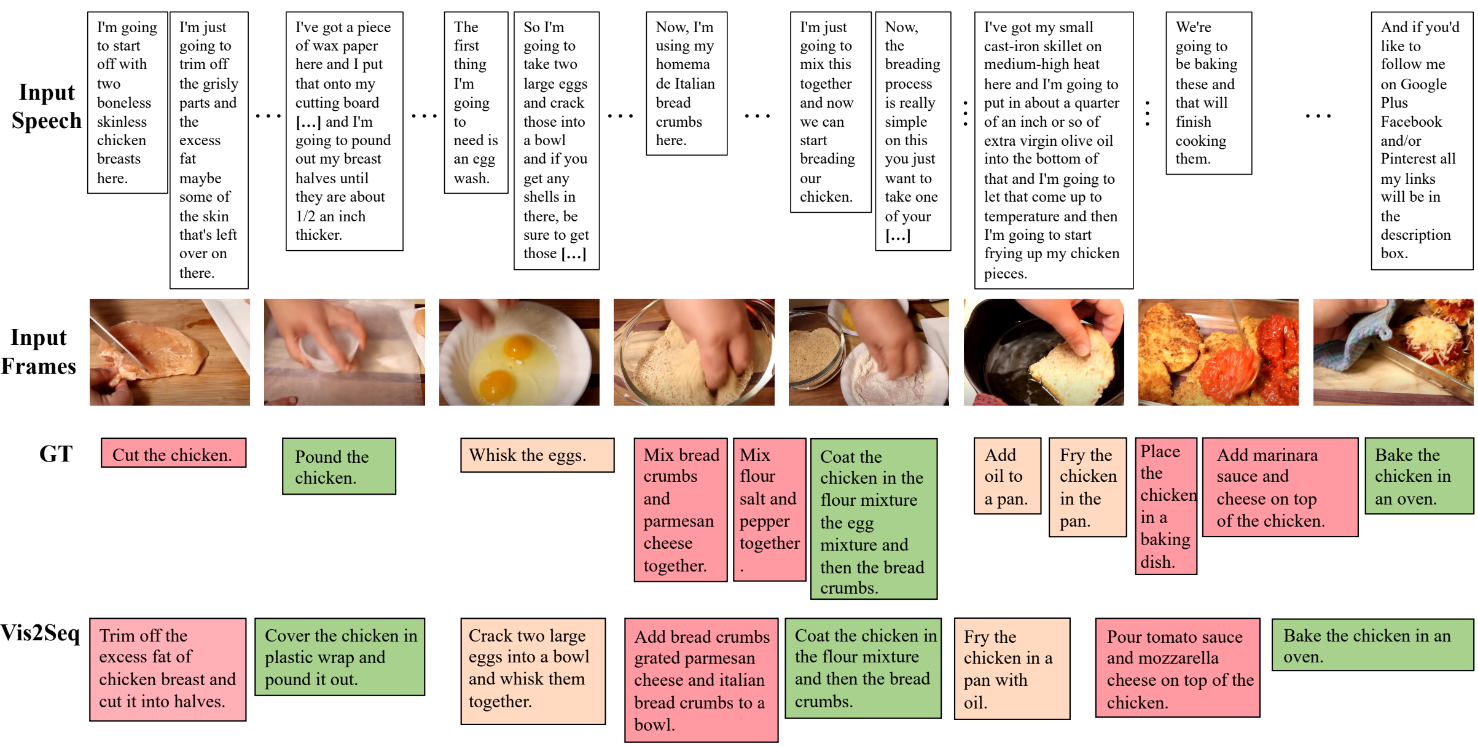 Input
Speech
I'm going
to start
off with
two
boneless
skinless
chicken
breasts
here.
I'm just
going to
trim off
the grisly
parts and
the
excess
fat
maybe
some of
the skin
that's left
over on
there.
...
I've got a piece
of wax paper
here and I put
that onto my
cutting board
[...] and I'm
going to pound
out my breast
halves until
they are about
1/2 an inch
thicker.
...
The
first
thing
I'm
going
to
need is
an egg
wash.
So I'm
going to
take two
large eggs
and crack
those into
a bowl
and if you
get any
shells in
there, be
sure to get
those [...]
...
Now, I'm
using my
homema
de Italian
bread
crumbs
here.
...
I'm just
going to
mix this
together
and now
we can
start
breading
our
chicken.
Now,
the
breading
process
is really
simple
on this
you just
want to
take one
of your
[...]
...
I've got my small
cast-iron skillet on
medium-high heat
here and I'm going to
put in about a quarter
of an inch or so of
extra virgin olive oil
into the bottom of
that and I'm going to
let that come up to
temperature and then
I'm going to start
frying up my chicken
pieces.
...
We're
going to
be baking
these and
that will
finish
cooking
them.
...
And if you'd
like to
follow me
on Google
Plus
Facebook
and/or
Pinterest all
my links
will be in
the
description
box.
Input
Frames
GT
Cut the chicken.
Pound the
chicken.
Whisk the eggs.
Mix bread
crumbs
and
parmesan
cheese
together.
Mix
flour
salt and
pepper
together
.
Coat the
chicken in the
flour mixture
the egg
mixture and
then the bread
crumbs.
Add
oil to
a pan.
Fry the
chicken
in the
pan.
Place
the
chicken
in a
baking
dish.
Add marinara
sauce and
cheese on top
of the chicken.
Bake the
chicken in
an oven.
Vis2Seq
Trim off the
excess fat of
chicken breast and
cut it into halves.
Cover the chicken in
plastic wrap and
pound it out.
Crack two large
eggs into a bowl
and whisk them
together.
Add bread crumbs
grated parmesan
cheese and italian
bread crumbs to a
bowl.
Coat the chicken in
the flour mixture
and then the bread
crumbs.
Fry the
chicken in a
pan with
oil.
Pour tomato sauce
and mozzarella
cheese on top of the
chicken.
Bake the chicken in an
oven.